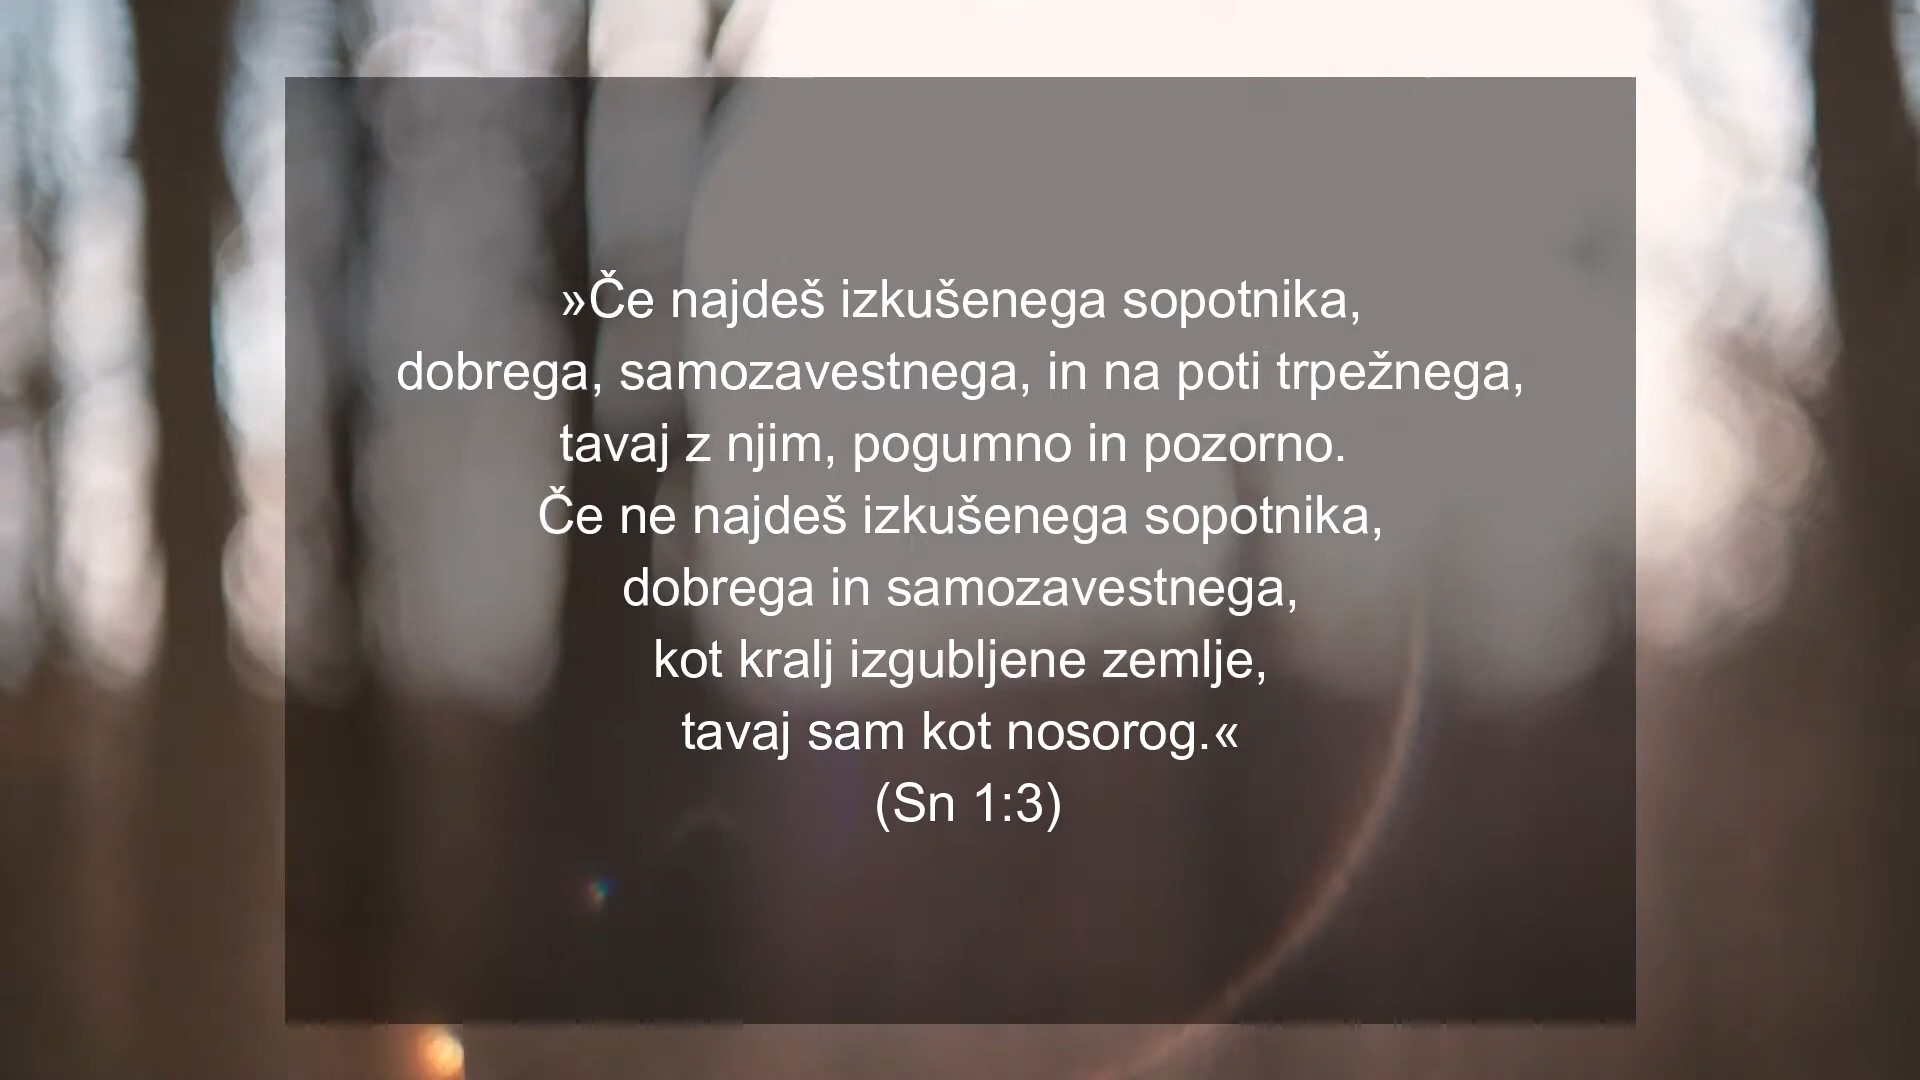 »Če najdeš izkušenega sopotnika,
dobrega, samozavestnega, in na poti trpežnega,
tavaj z njim, pogumno in pozorno.
Če ne najdeš izkušenega sopotnika,
dobrega in samozavestnega,
kot kralj izgubljene zemlje,
tavaj sam kot nosorog.«
(Sn 1:3)